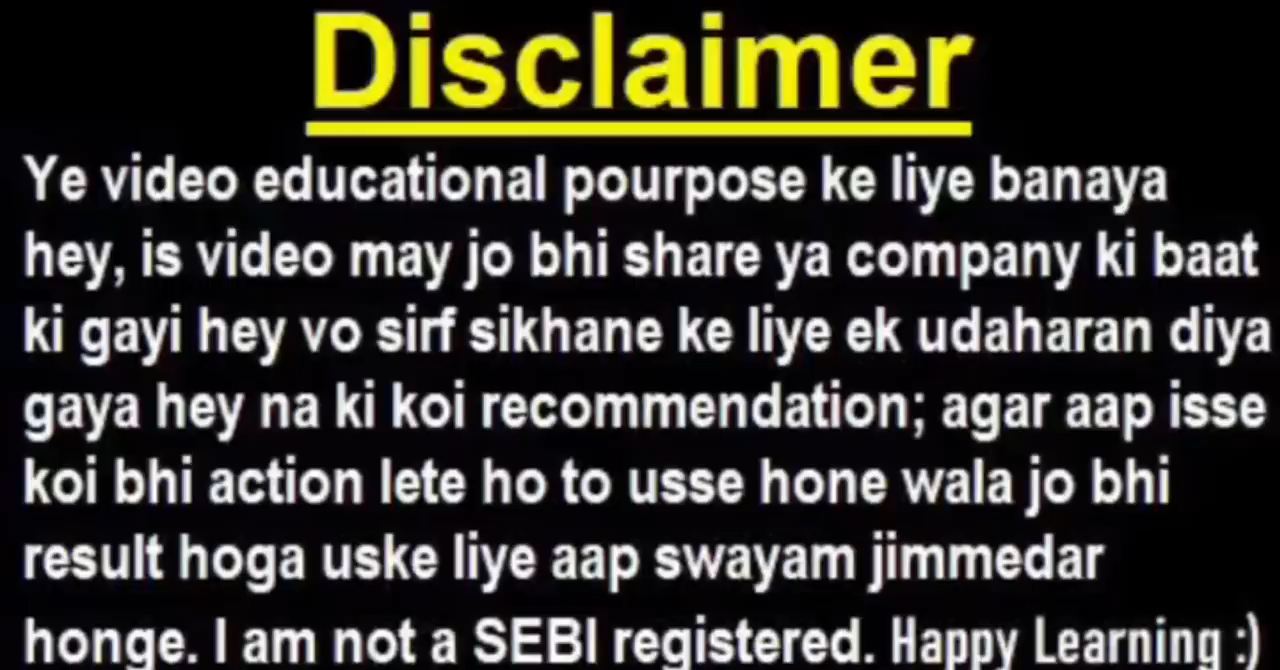 Disclaimer
Ye video educational pourpose ke liye banaya
hey, is video may jo bhi share ya company ki baat
ki gayi hey vo sirf sikhane ke liye ek udaharan diya
gaya hey na ki koi recommendation; agar aap isse
koi bhi action lete ho to usse hone wala jo bhi
result hoga uske liye aap swayam jimmedar
honge. I am not a SEBI registered. Happy Learning :)